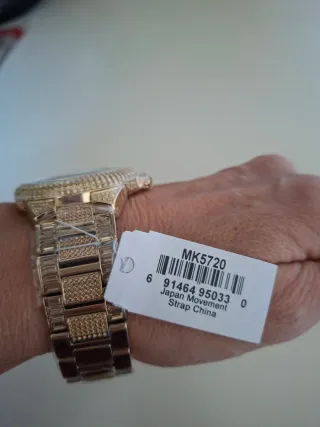 MK5720
6 91464 95033 0
Japan Movement
Strap China